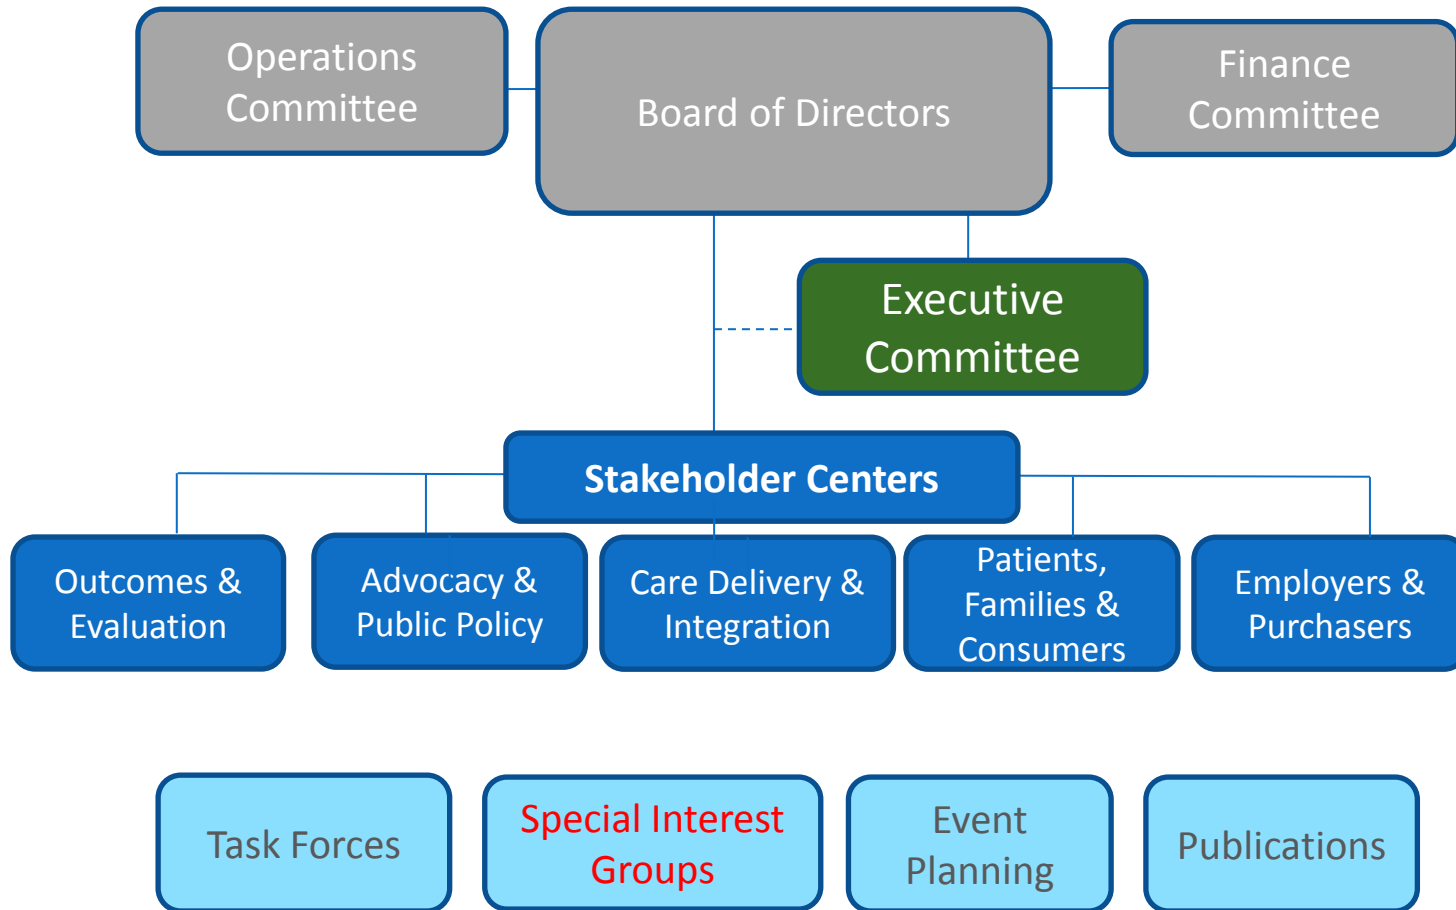 Operations
Committee
Board of Directors
Finance
Committee
Executive
Committee
Stakeholder Centers
Outcomes &
Evaluation
Advocacy &
Public Policy
Care Delivery &
Integration
Patients,
Families &
Consumers
Employers &
Purchasers
Task Forces
Special Interest
Groups
Event
Planning
Publications